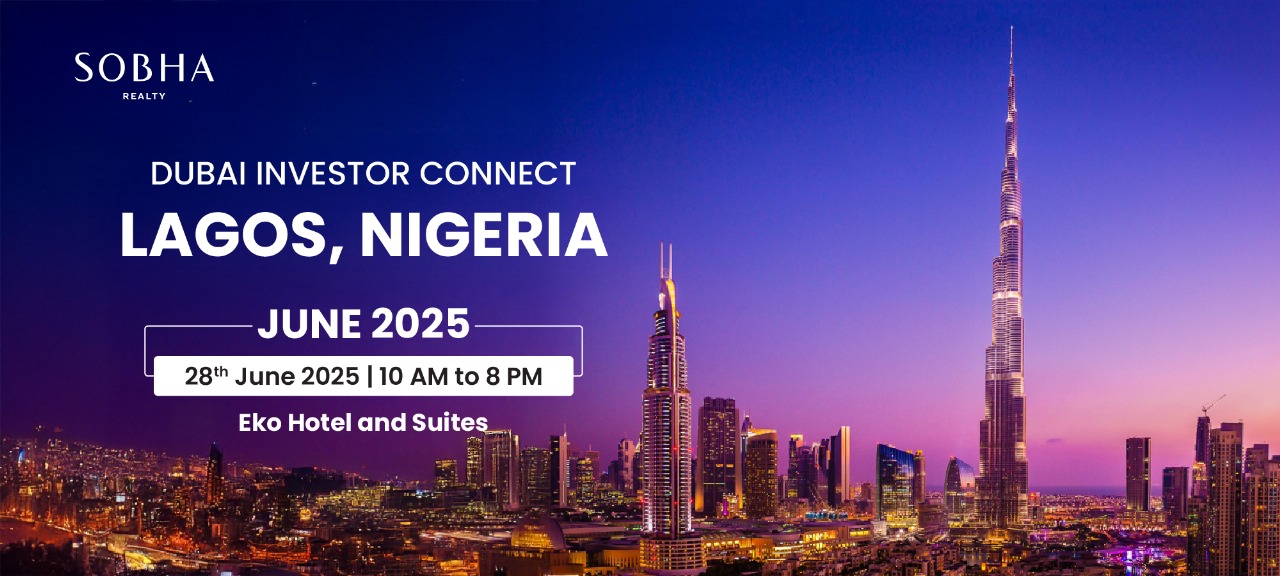 SOBHA
REALTY
DUBAI INVESTOR CONNECT
LAGOS, NIGERIA
JUNE 2025
28th June 2025 | 10 AM to 8 PM
Eko Hotel and Suites